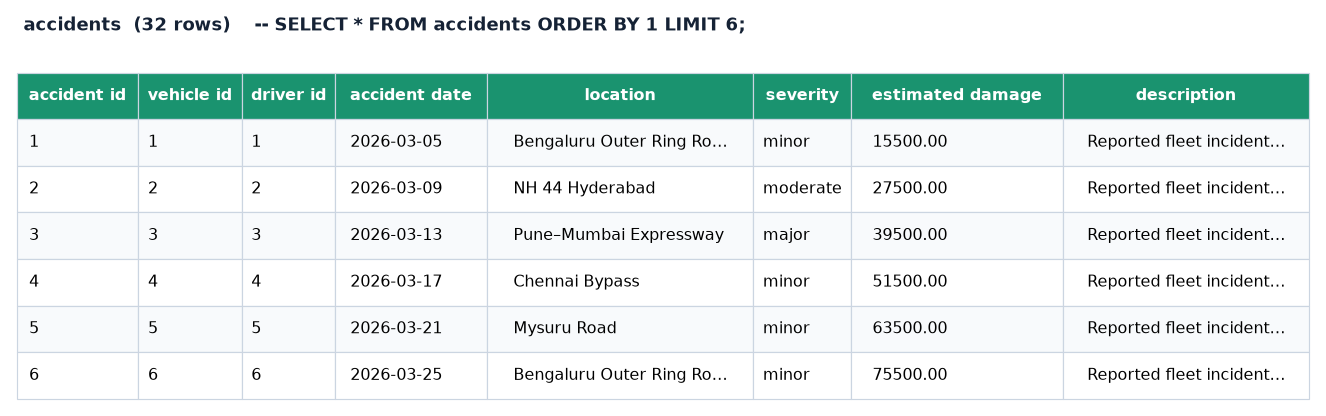 accidents (32 rows) -- SELECT * FROM accidents ORDER BY 1 LIMIT 6;
accident id vehicle id driver id accident date location severity estimated damage description
1 1 1 2026-03-05 Bengaluru Outer Ring Ro... minor 15500.00 Reported fleet incident...
2 2 2 2026-03-09 NH 44 Hyderabad moderate 27500.00 Reported fleet incident...
3 3 3 2026-03-13 Pune–Mumbai Expressway major 39500.00 Reported fleet incident...
4 4 4 2026-03-17 Chennai Bypass minor 51500.00 Reported fleet incident...
5 5 5 2026-03-21 Mysuru Road minor 63500.00 Reported fleet incident...
6 6 6 2026-03-25 Bengaluru Outer Ring Ro... minor 75500.00 Reported fleet incident...